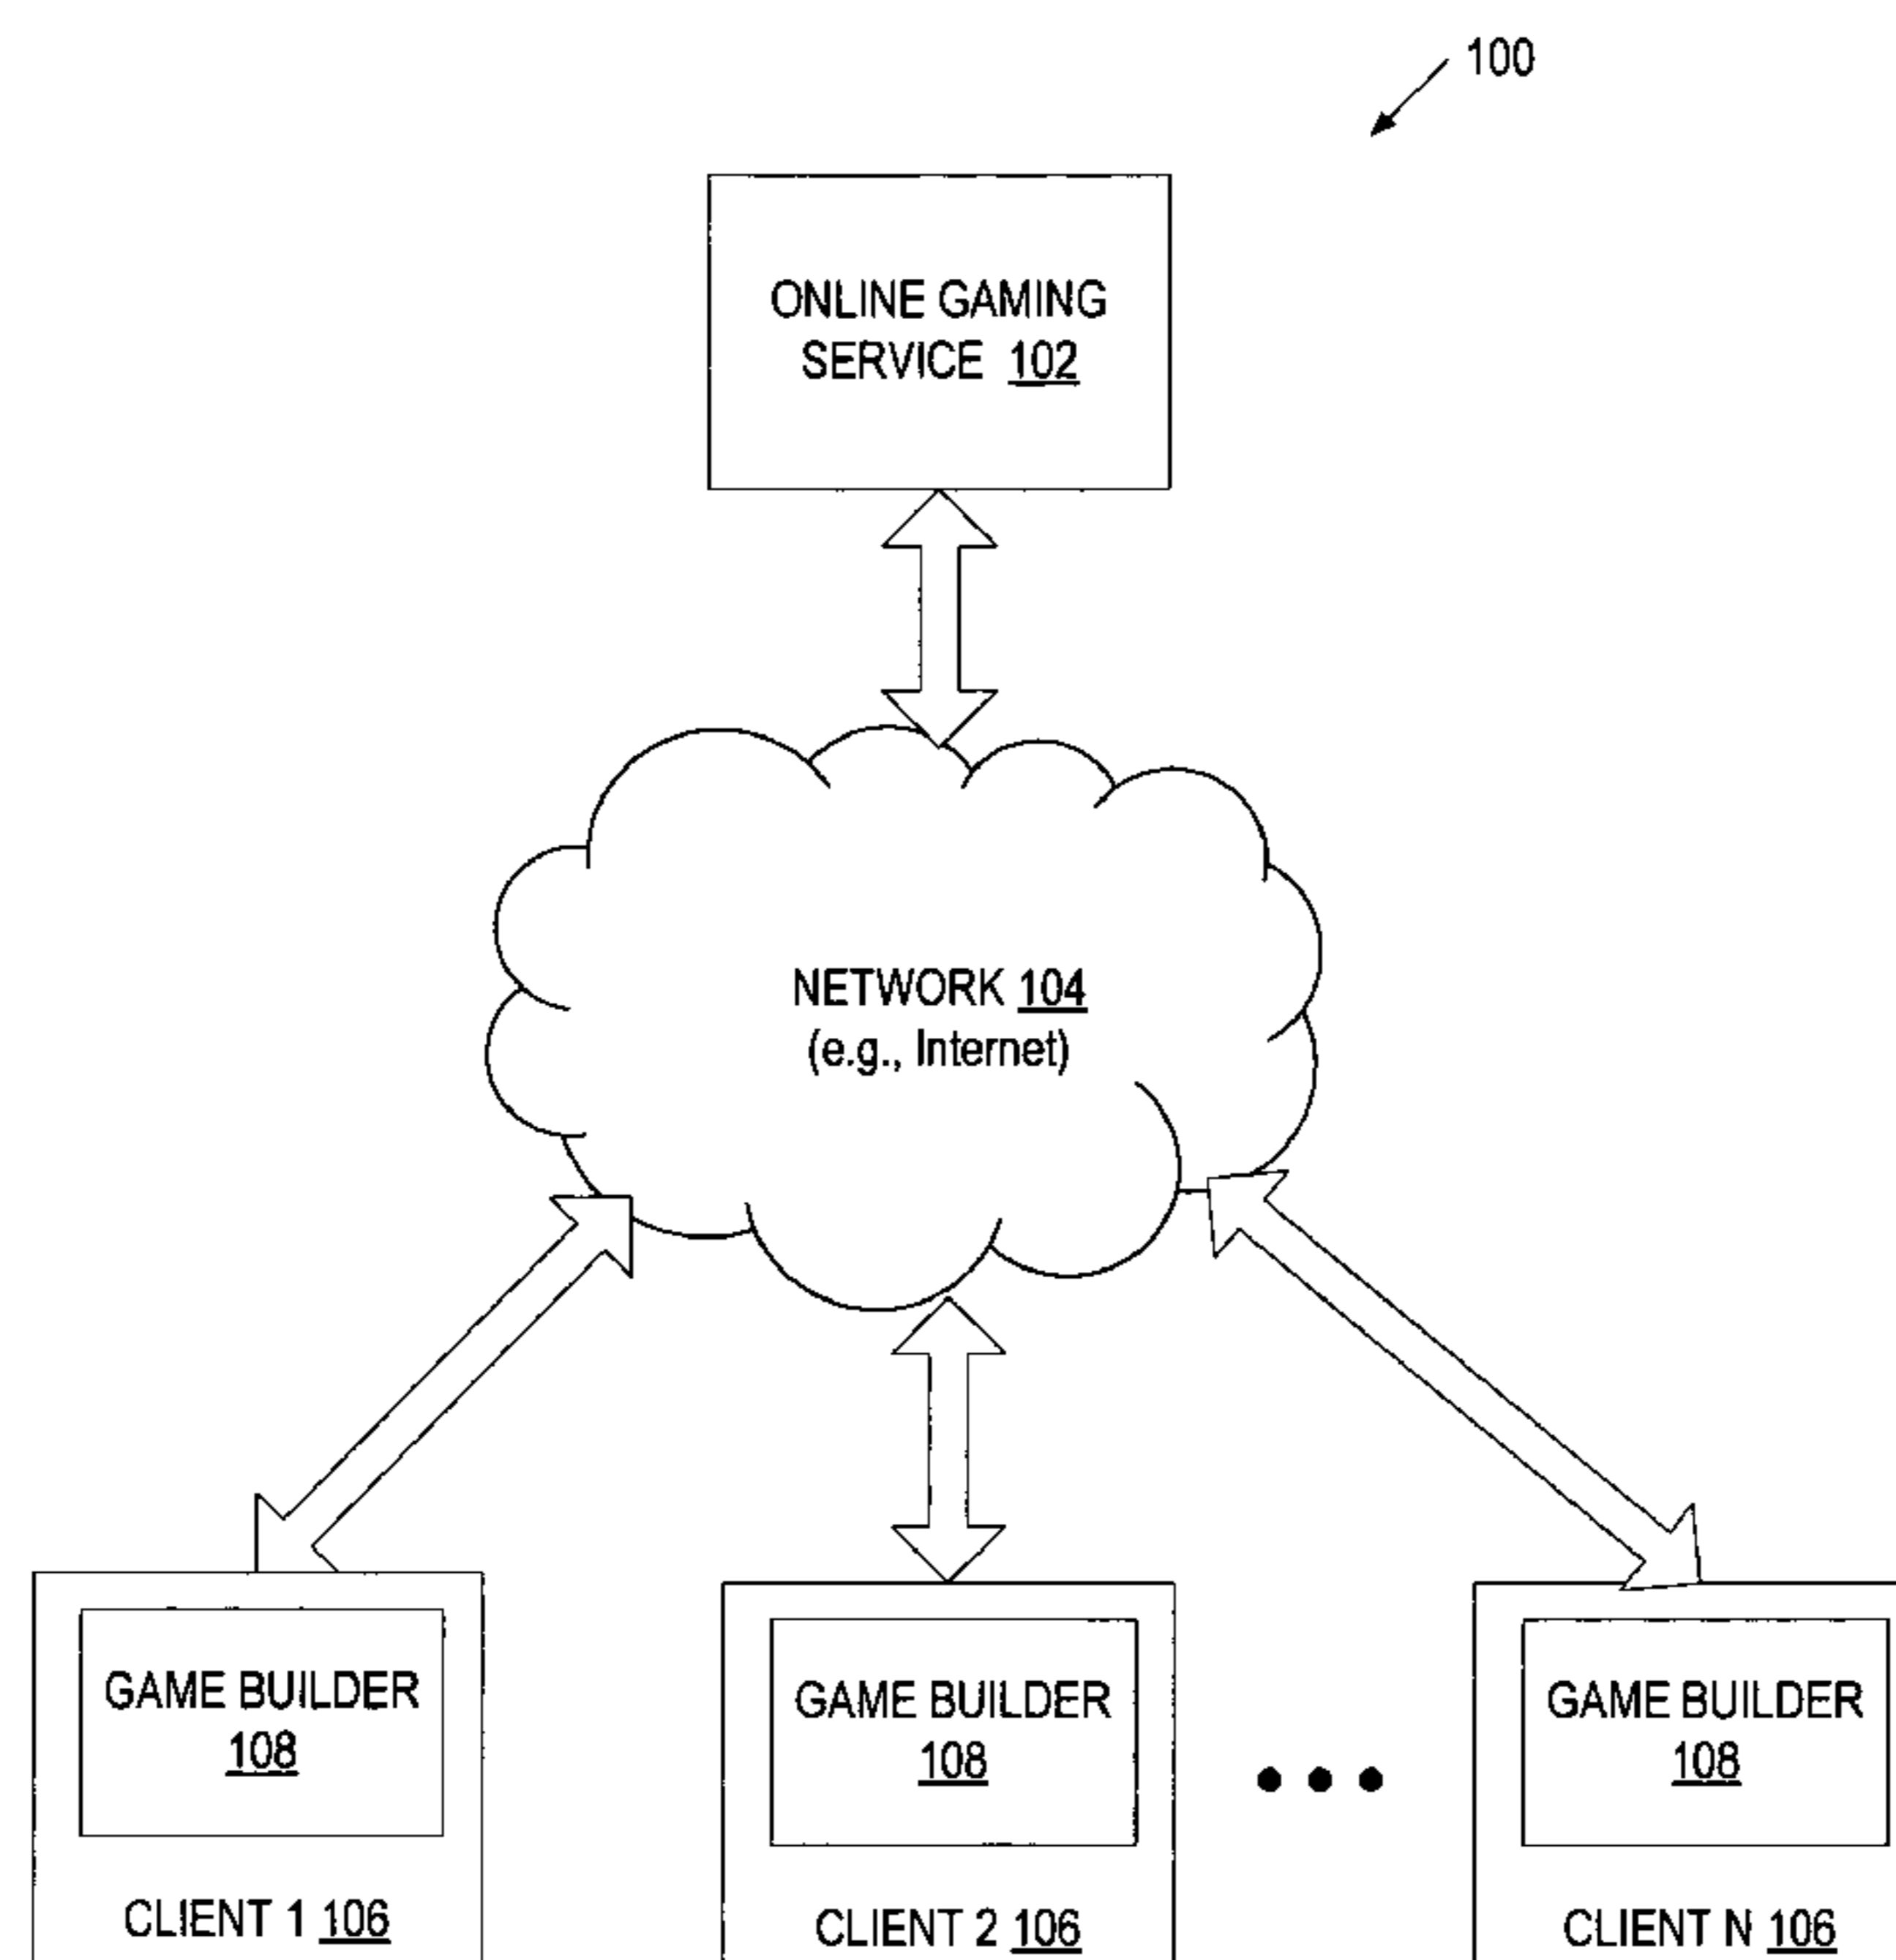 100
ONLINE GAMING
SERVICE 102
NETWORK 104
(e.g., Internet)
GAME BUILDER
108
CLIENT 1 106
GAME BUILDER
108
CLIENT 2 106
GAME BUILDER
108
CLIENT N 106